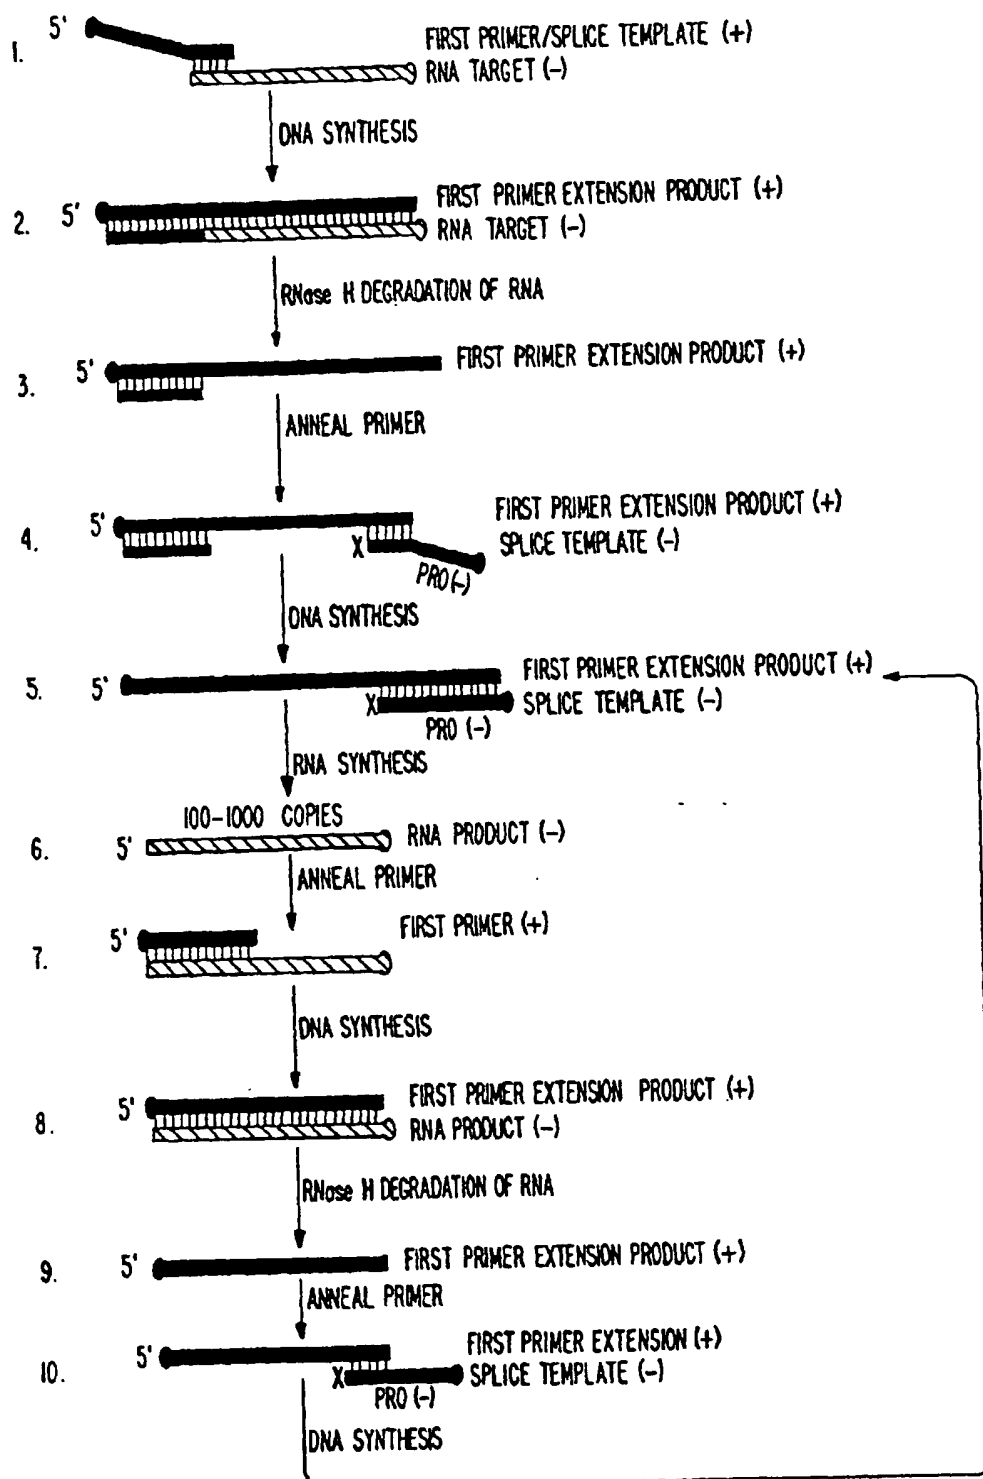 5'
1.
FIRST PRIMER/SPLICE TEMPLATE (+)
RNA TARGET (-)
DNA SYNTHESIS
2.
5'
FIRST PRIMER EXTENSION PRODUCT (+)
RNA TARGET (-)
RNase H DEGRADATION OF RNA
3.
5'
FIRST PRIMER EXTENSION PRODUCT (+)
ANNEAL PRIMER
4.
5'
FIRST PRIMER EXTENSION PRODUCT (+)
X
SPLICE TEMPLATE (-)
PRO(-)
DNA SYNTHESIS
5.
5'
FIRST PRIMER EXTENSION PRODUCT (+)
X
SPLICE TEMPLATE (-)
PRO (-)
RNA SYNTHESIS
100-1000 COPIES
6.
5'
RNA PRODUCT (-)
ANNEAL PRIMER
7.
5'
FIRST PRIMER (+)
DNA SYNTHESIS
8.
5'
FIRST PRIMER EXTENSION PRODUCT (+)
RNA PRODUCT (-)
RNase H DEGRADATION OF RNA
9.
5'
FIRST PRIMER EXTENSION PRODUCT (+)
ANNEAL PRIMER
10.
5'
FIRST PRIMER EXTENSION (+)
X
SPLICE TEMPLATE (-)
PRO (-)
DNA SYNTHESIS